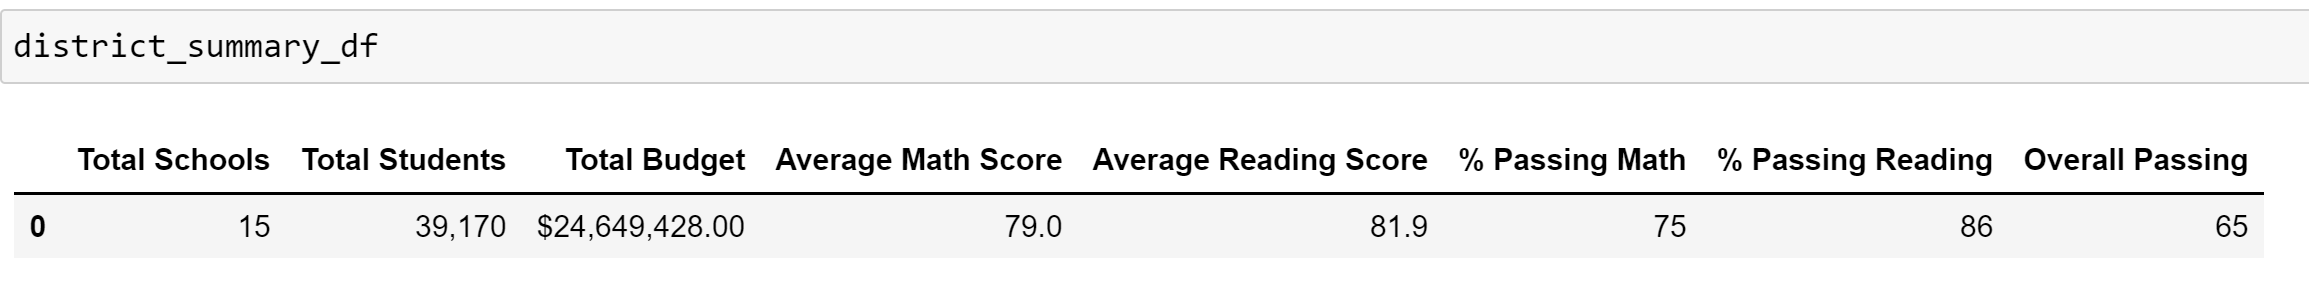 district_summary_df
Total Schools Total Students Total Budget Average Math Score Average Reading Score % Passing Math % Passing Reading Overall Passing
0 15 39,170 $24,649,428.00 79.0 81.9 75 86 65